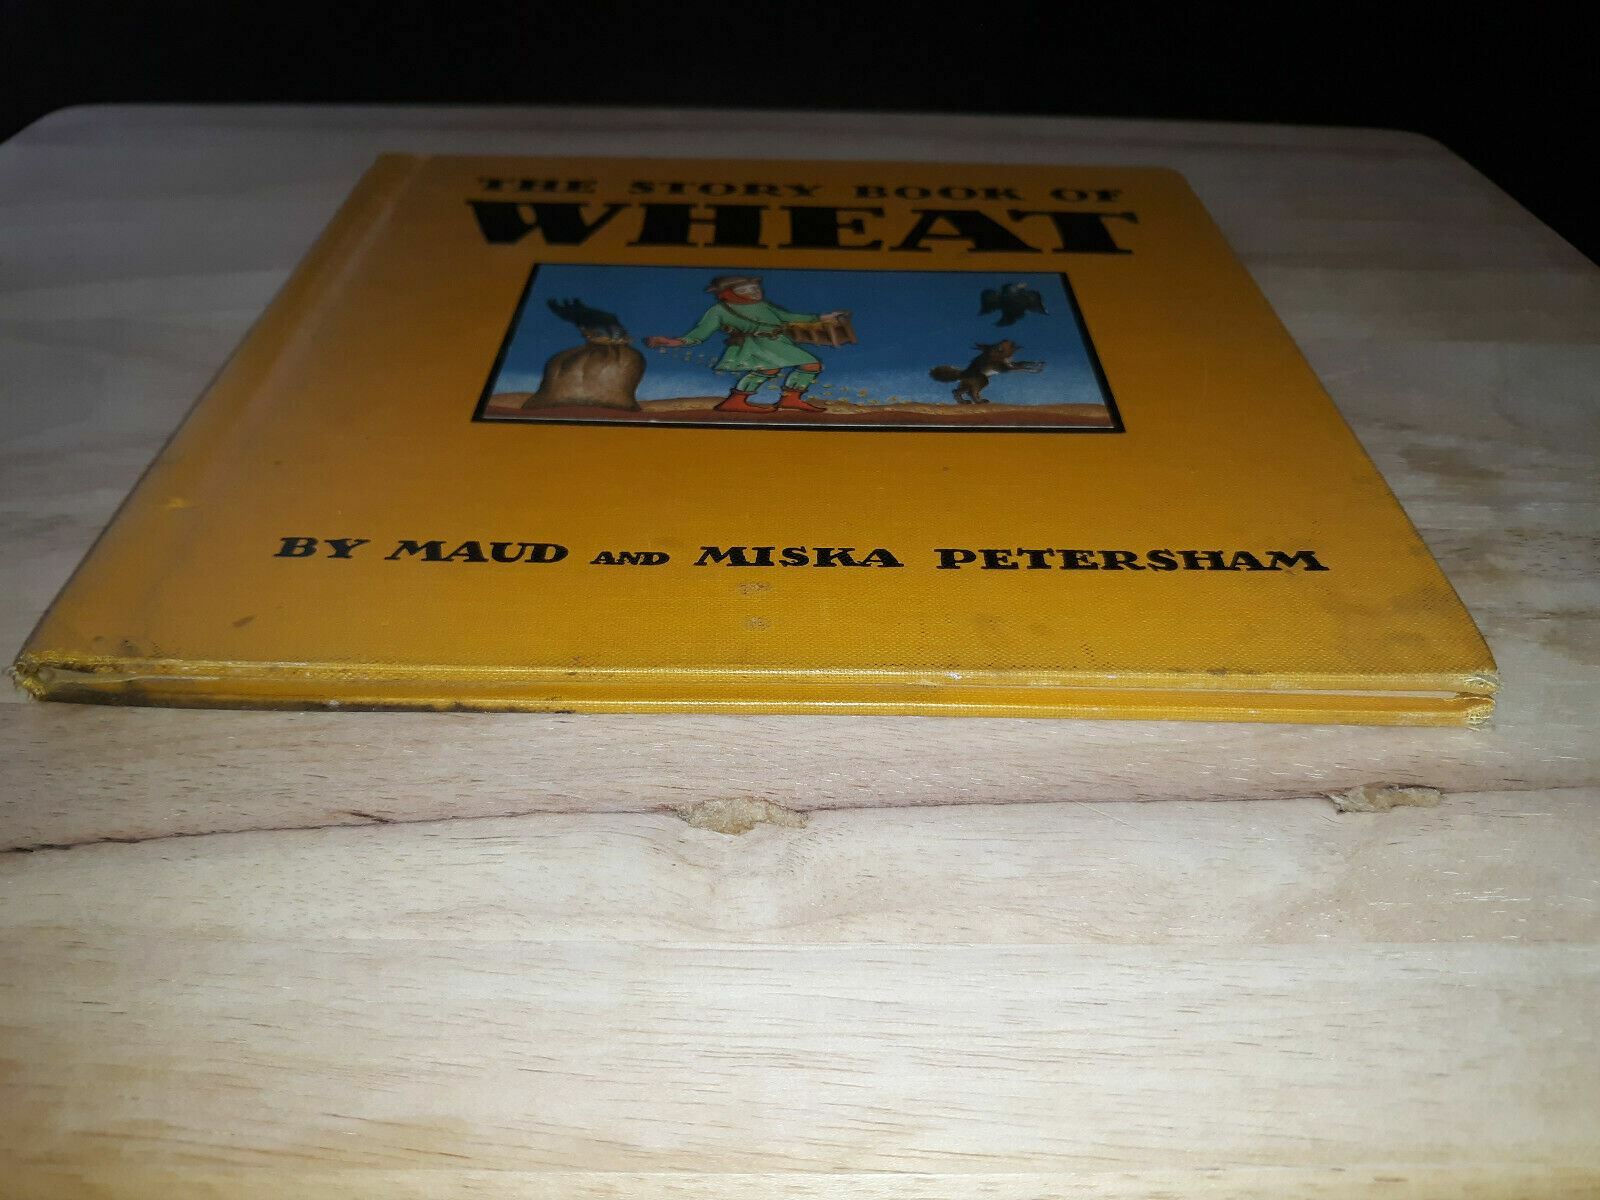 THE STORY BOOK OF
WHEAT
BY MAUD AND MISKA PETERSHAM